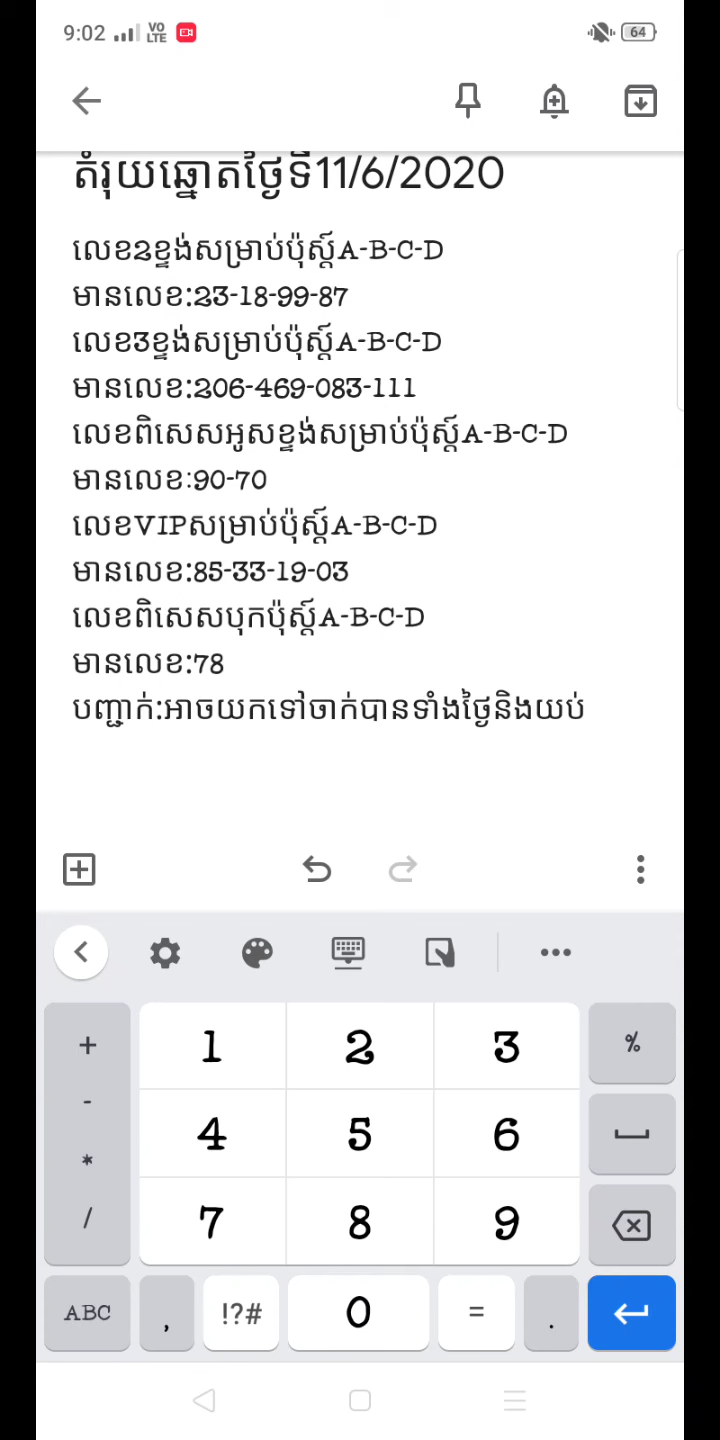 9:02 VO LTE 64
តំរុយឆ្នោតថ្ងៃទី11/6/2020
លេខ2ខ្ទង់សម្រាប់ប៉ុស្ត៍A-B-C-D
មានលេខ:23-18-99-87
លេខ3ខ្ទង់សម្រាប់ប៉ុស្ត៍A-B-C-D
មានលេខ:206-469-083-111
លេខពិសេសអូសខ្ទង់សម្រាប់ប៉ុស្ត៍A-B-C-D
មានលេខ:90-70
លេខVIPសម្រាប់ប៉ុស្ត៍A-B-C-D
មានលេខ:85-33-19-03
លេខពិសេសបុកប៉ុស្ត៍A-B-C-D
មានលេខ:78
បញ្ជាក់:អាចយកទៅចាក់បានទាំងថ្ងៃនិងយប់
+ 1 2 3 %
-
4 5 6
*
/ 7 8 9
ABC , !?# 0 = .